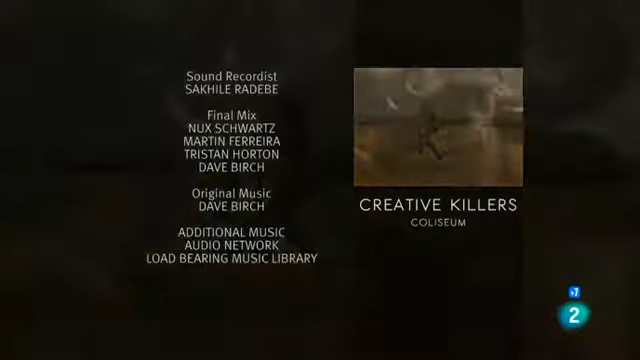 Sound Recordist
SAKHILE RADEBE
Final Mix
NUX SCHWARTZ
MARTIN FERREIRA
TRISTAN HORTON
DAVE BIRCH
Original Music
DAVE BIRCH
ADDITIONAL MUSIC
AUDIO NETWORK
LOAD BEARING MUSIC LIBRARY
CREATIVE KILLERS
COLISEUM
+7
2